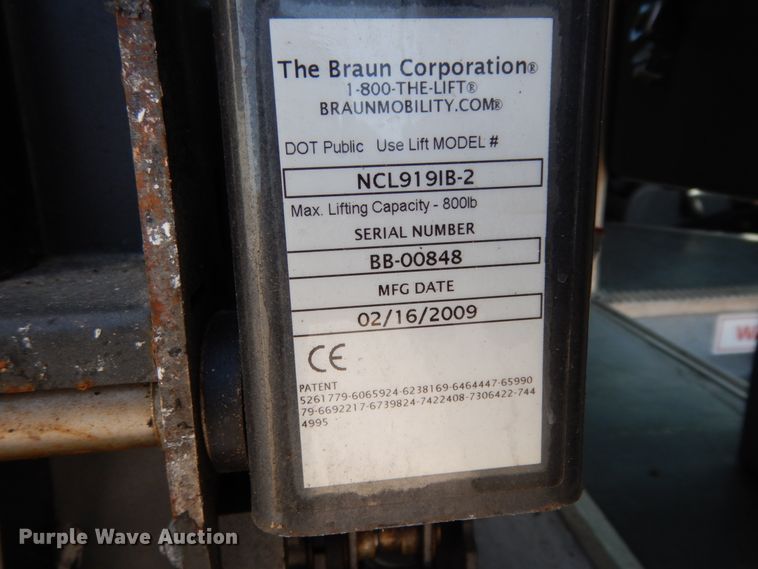 The Braun Corporation®
1-800-THE-LIFT®
BRAUNMOBILITY.COM®
DOT Public Use Lift MODEL #
NCL919IB-2
Max. Lifting Capacity - 800lb
SERIAL NUMBER
BB-00848
MFG DATE
02/16/2009
CE
PATENT
5261779-6065924-6238169-6464447-65990
79-6692217-6739824-7422408-7306422-744
4995
Purple Wave Auction